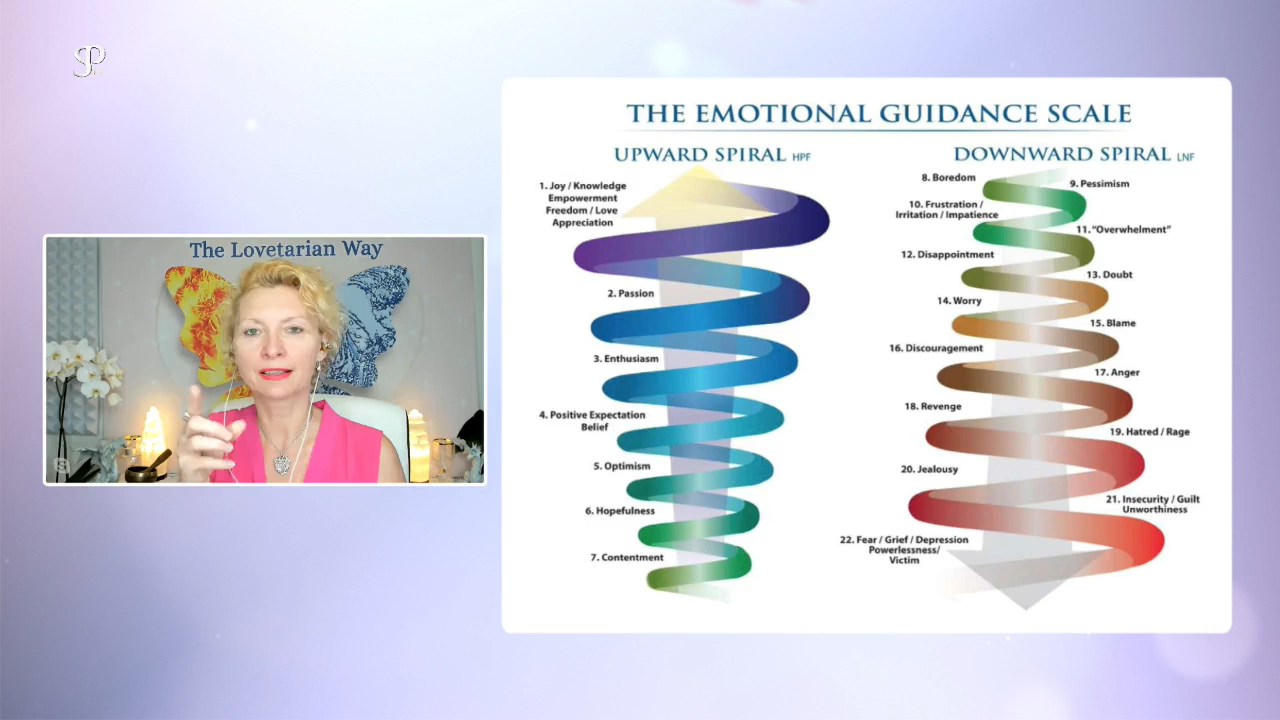 SP
The Lovetarian Way
THE EMOTIONAL GUIDANCE SCALE
UPWARD SPIRAL HPF
1. Joy / Knowledge
Empowerment
Freedom / Love
Appreciation
2. Passion
3. Enthusiasm
4. Positive Expectation
Belief
5. Optimism
6. Hopefulness
7. Contentment
DOWNWARD SPIRAL LNF
8. Boredom
9. Pessimism
10. Frustration /
Irritation / Impatience
11. “Overwhelment”
12. Disappointment
13. Doubt
14. Worry
15. Blame
16. Discouragement
17. Anger
18. Revenge
19. Hatred / Rage
20. Jealousy
21. Insecurity / Guilt
Unworthiness
22. Fear / Grief / Depression
Powerlessness/
Victim